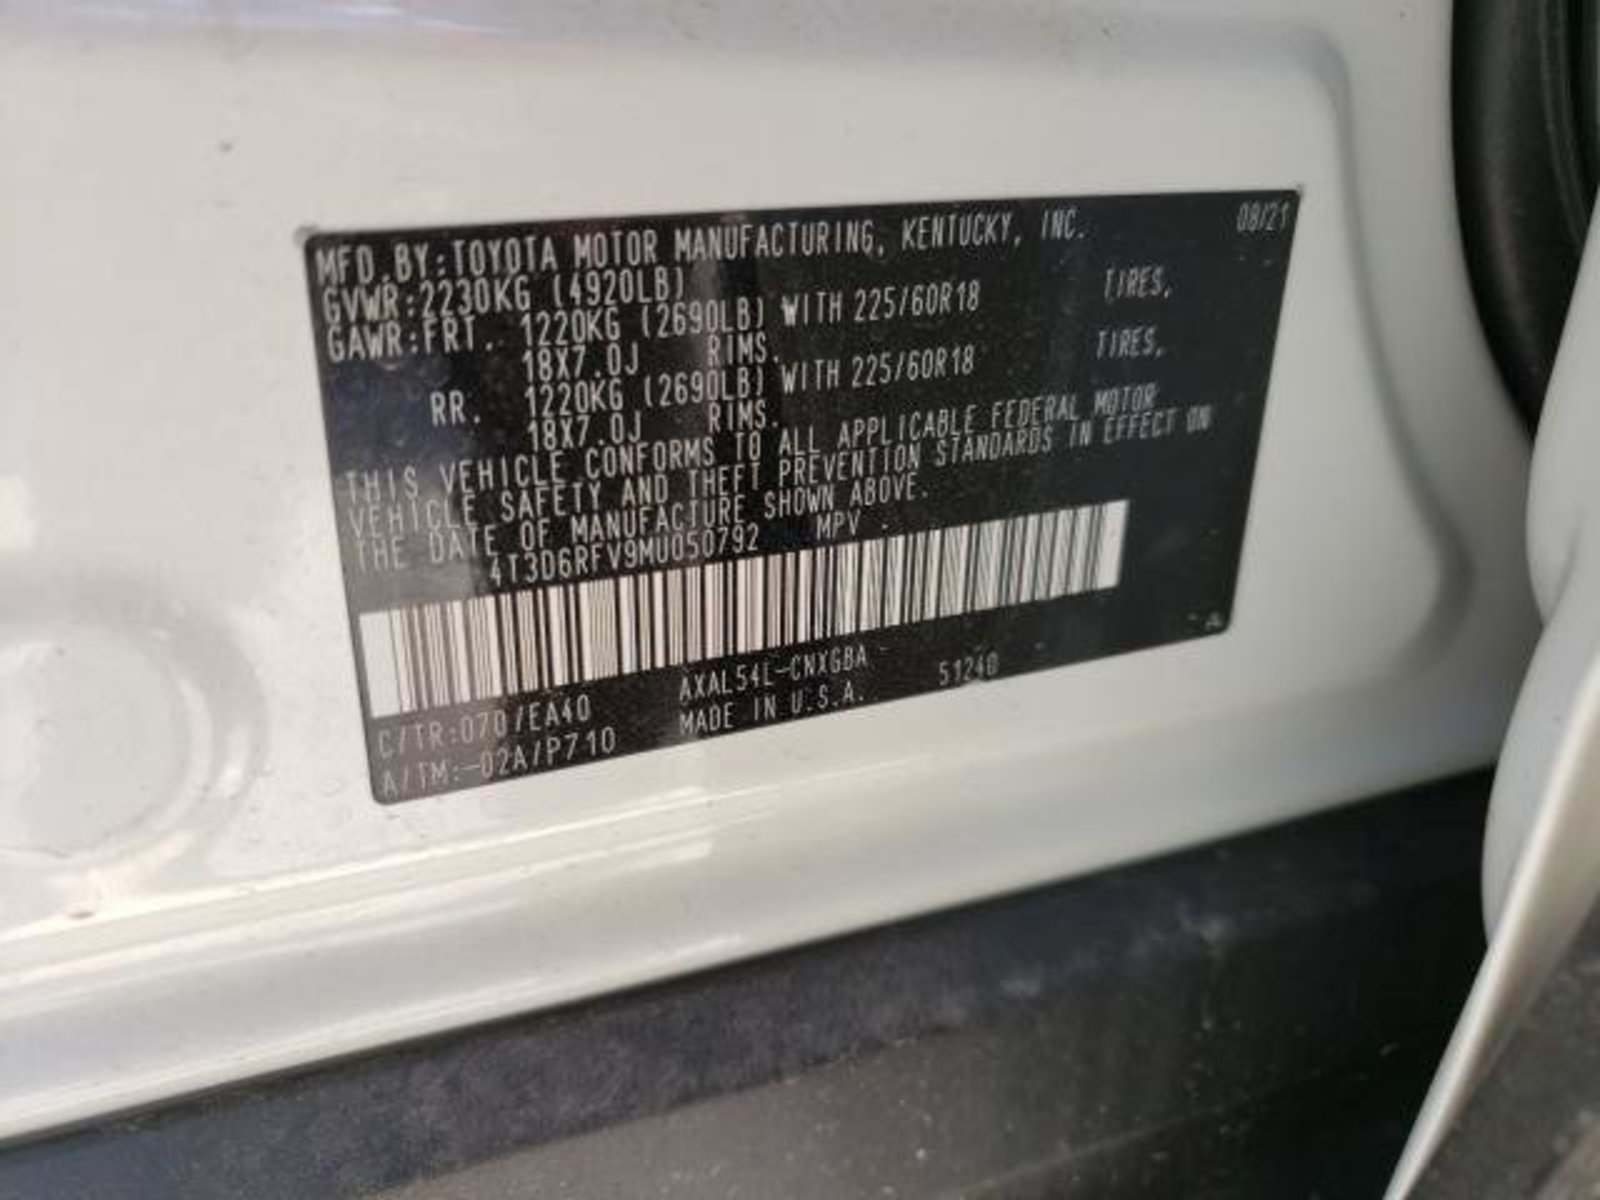 MFD.BY:TOYOTA MOTOR MANUFACTURING, KENTUCKY, INC. 08/21
GVWR:2230KG (4920LB)
GAWR:FRT. 1220KG (2690LB) WITH 225/60R18 TIRES,
18X7.0J RIMS.
RR. 1220KG (2690LB) WITH 225/60R18 TIRES,
18X7.0J RIMS.
THIS VEHICLE CONFORMS TO ALL APPLICABLE FEDERAL MOTOR
VEHICLE SAFETY AND THEFT PREVENTION STANDARDS IN EFFECT ON
THE DATE OF MANUFACTURE SHOWN ABOVE.
4T3D6RFV9MU050792 MPV
C/TR:070/EA40 AXAL54L-CNXGBA
A/TM:-02A/P710 MADE IN U.S.A. 51240